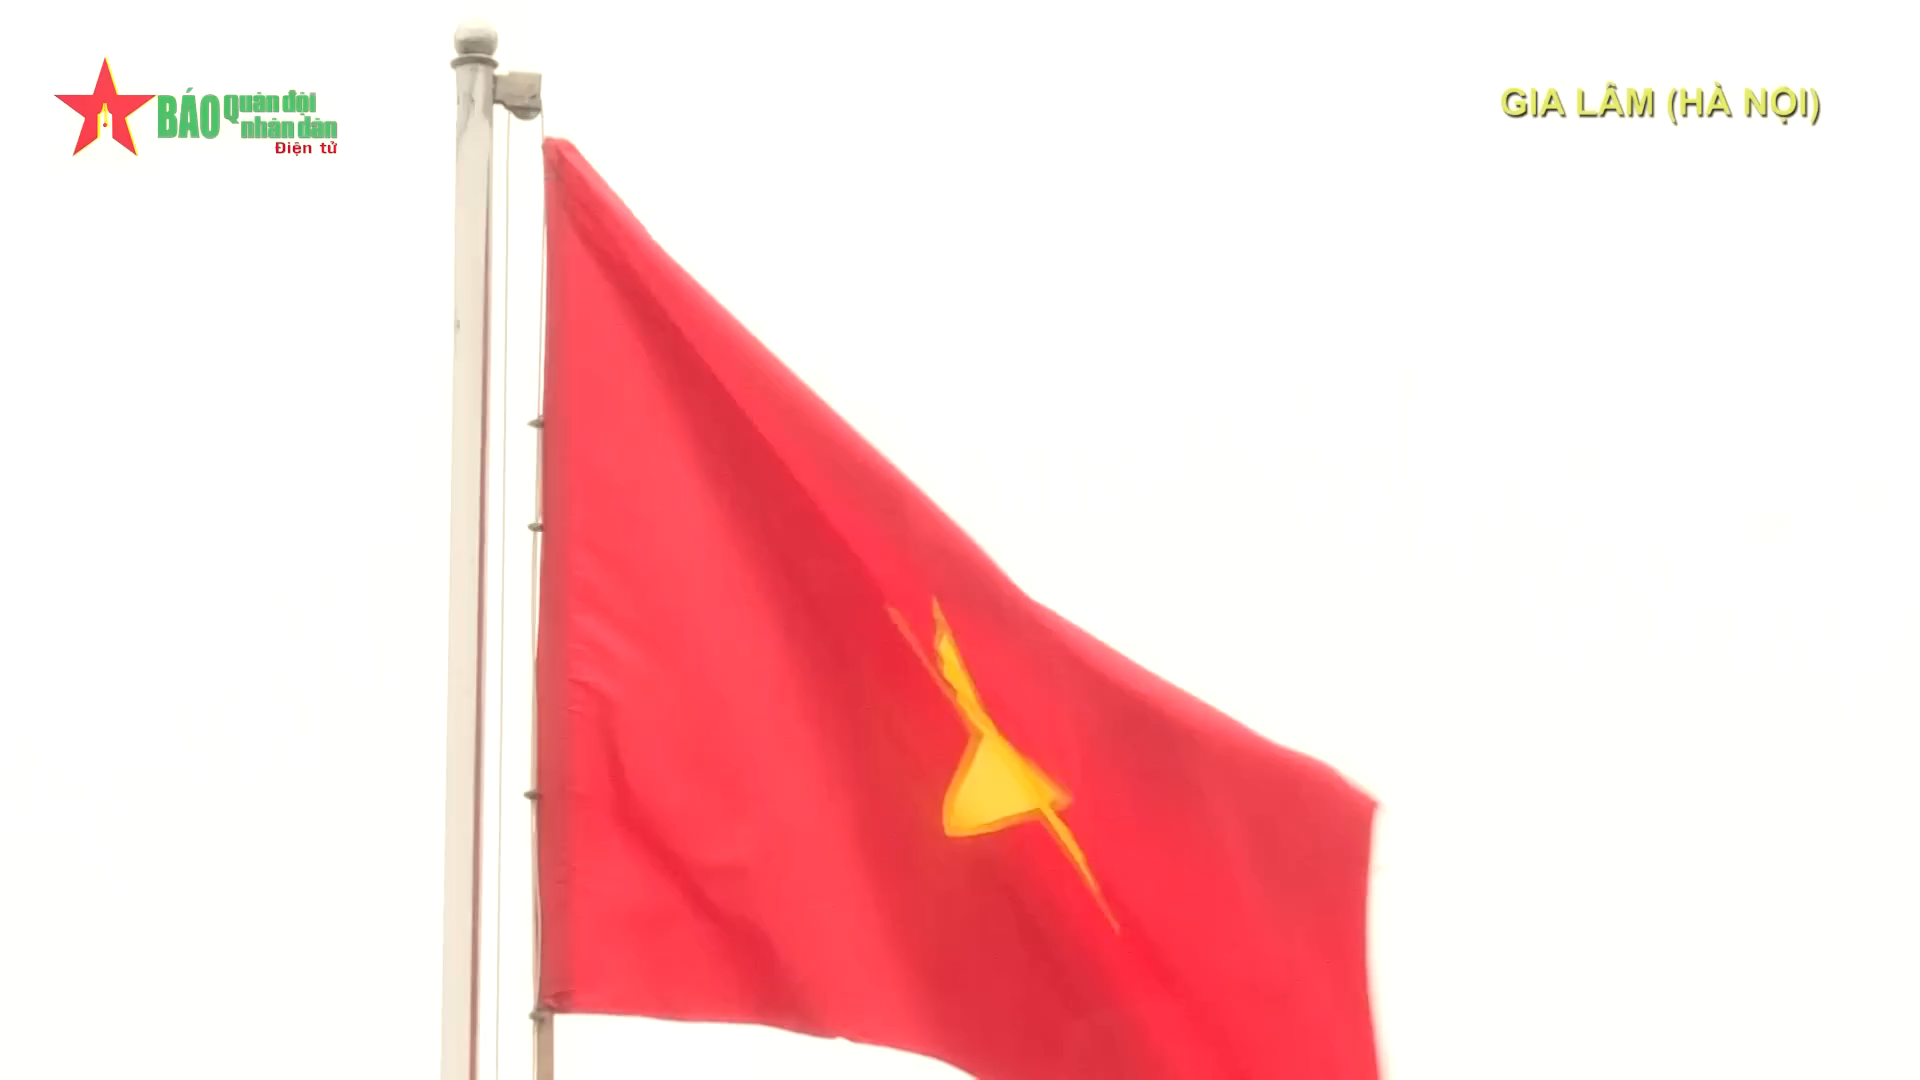 BÁO Quân đội
nhân dân
Điện tử
GIA LÂM (HÀ NỘI)